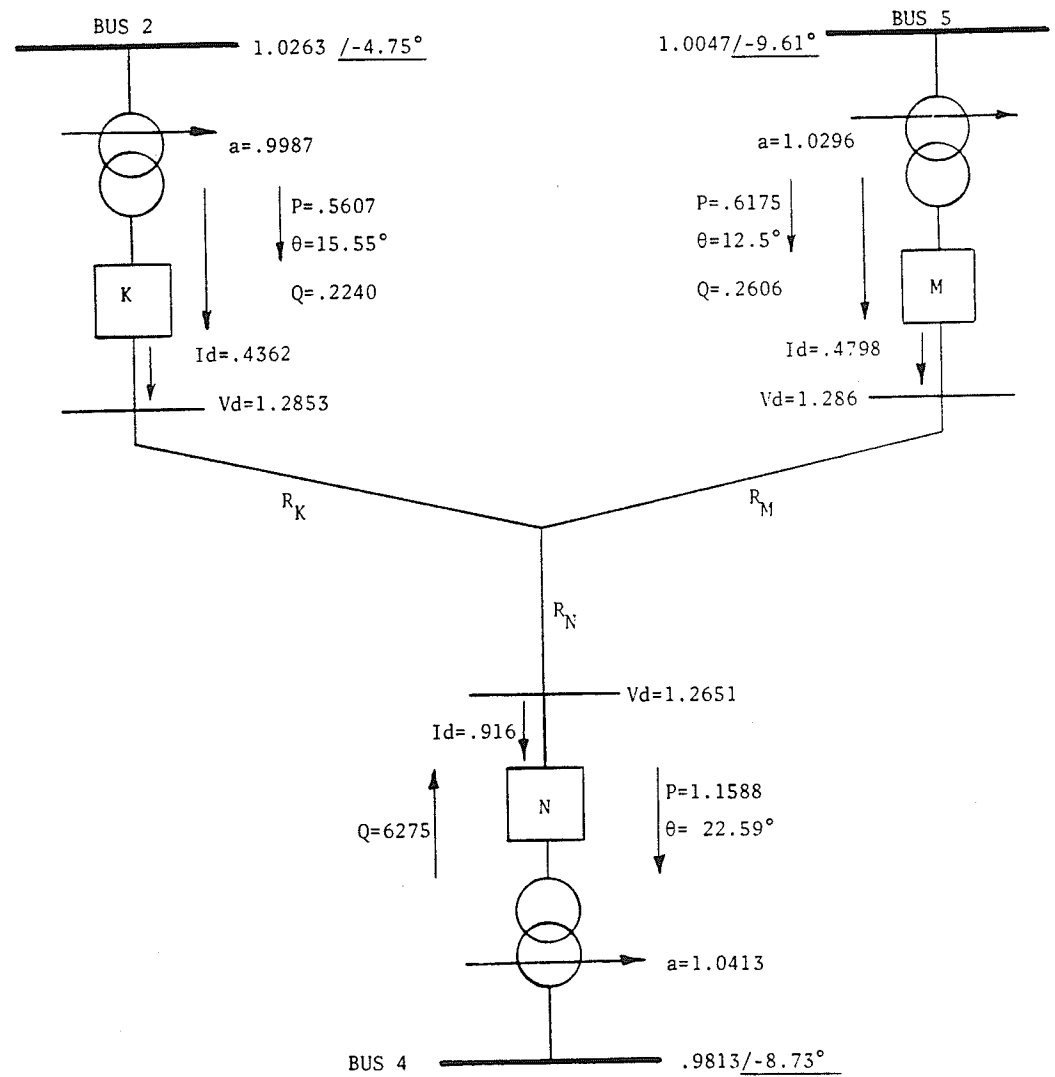 BUS 2
1.0263 /-4.75°
a=.9987
P=.5607
θ=15.55°
Q=.2240
K
Id=.4362
Vd=1.2853
BUS 5
1.0047/-9.61°
a=1.0296
P=.6175
θ=12.5°
Q=.2606
M
Id=.4798
Vd=1.286
R_K
R_M
R_N
Vd=1.2651
Id=.916
N
P=1.1588
θ= 22.59°
Q=6275
a=1.0413
BUS 4
.9813/-8.73°